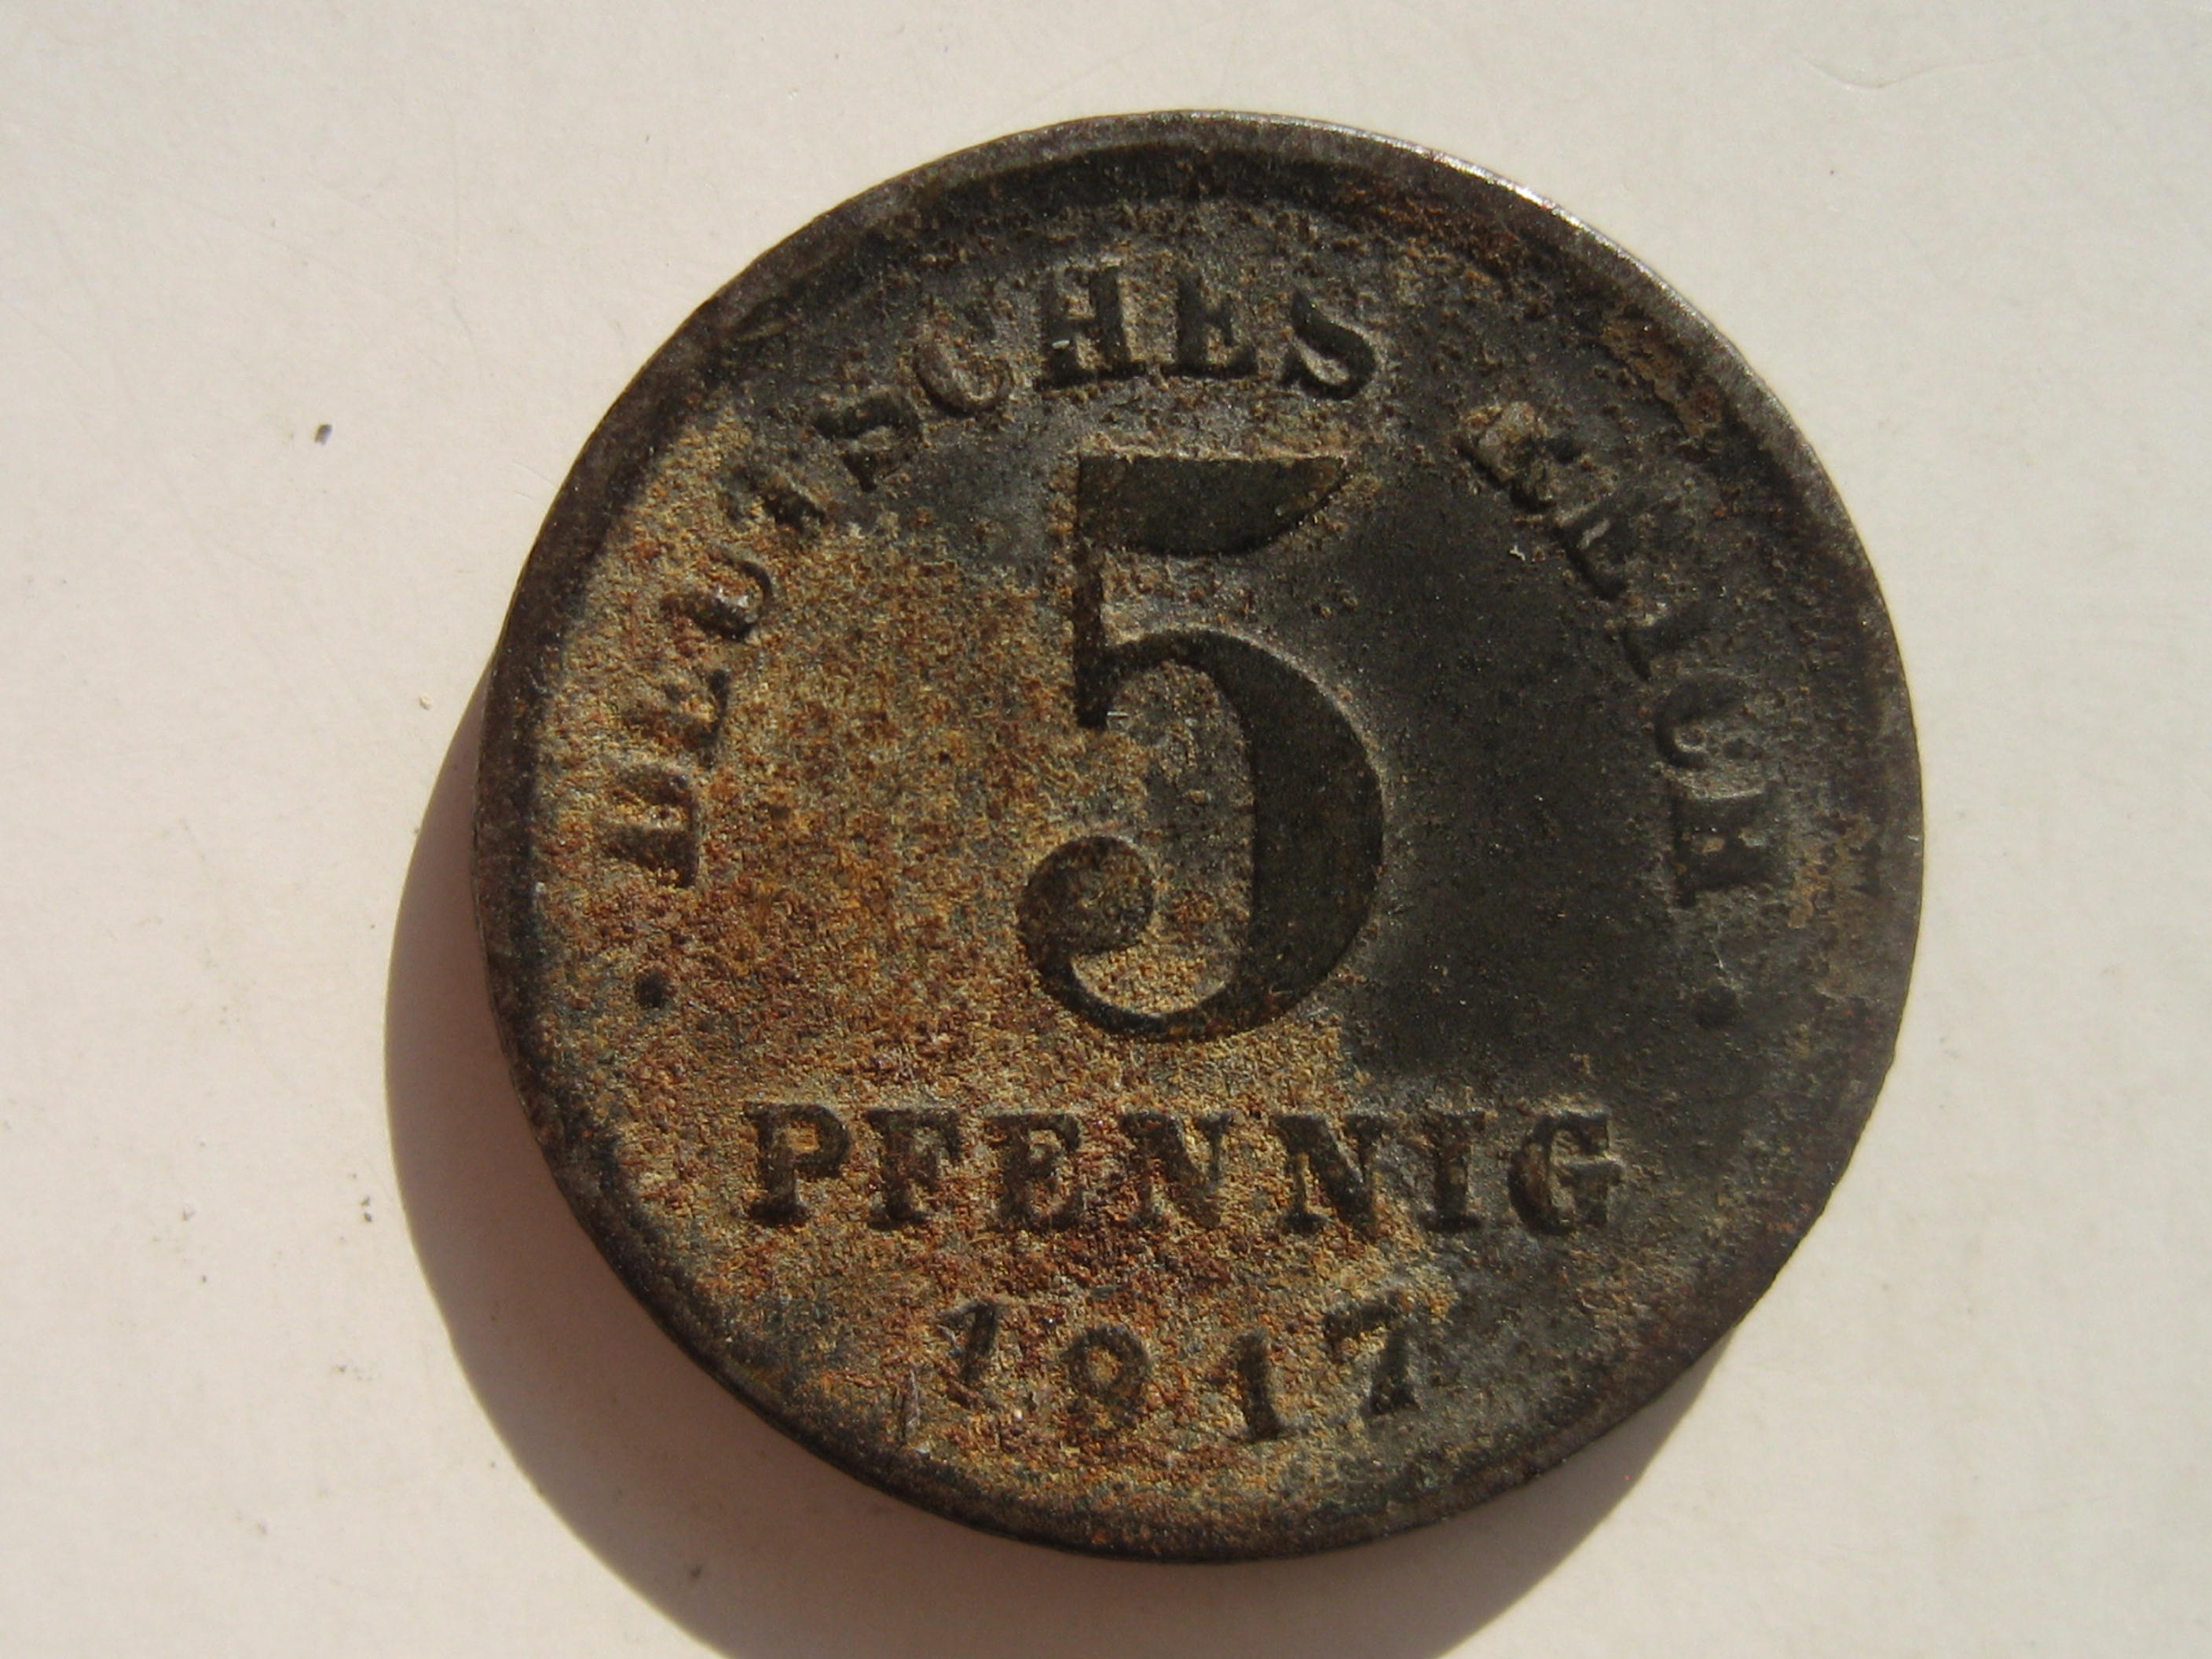 DEUTSCHES REICH
5
PFENNIG
1917